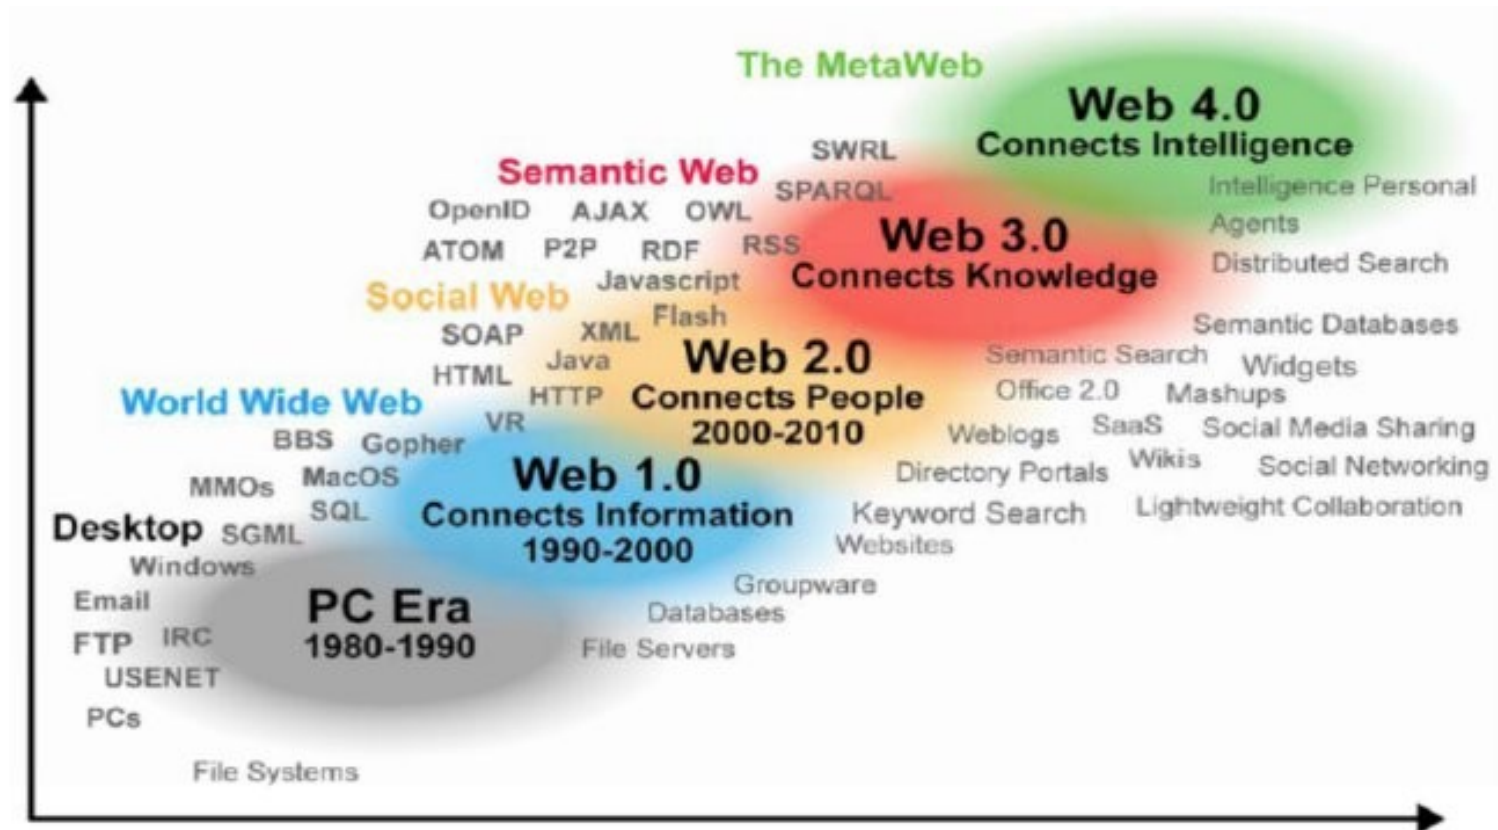 The MetaWeb
Web 4.0
Connects Intelligence
SWRL
Semantic Web
SPARQL
Intelligence Personal
Agents
OpenID AJAX OWL
Web 3.0
Connects Knowledge
ATOM P2P RDF RSS
Distributed Search
Javascript
Social Web
Flash
Semantic Databases
SOAP XML
Web 2.0
Connects People
2000-2010
Java
Semantic Search
Widgets
HTML
HTTP
Office 2.0
Mashups
World Wide Web
VR
Weblogs
SaaS
Social Media Sharing
BBS Gopher
Web 1.0
Connects Information
1990-2000
Directory Portals
Wikis
Social Networking
MMOs
MacOS
SQL
Keyword Search
Lightweight Collaboration
Desktop
SGML
Websites
Windows
Groupware
Email
PC Era
1980-1990
Databases
FTP IRC
File Servers
USENET
PCs
File Systems